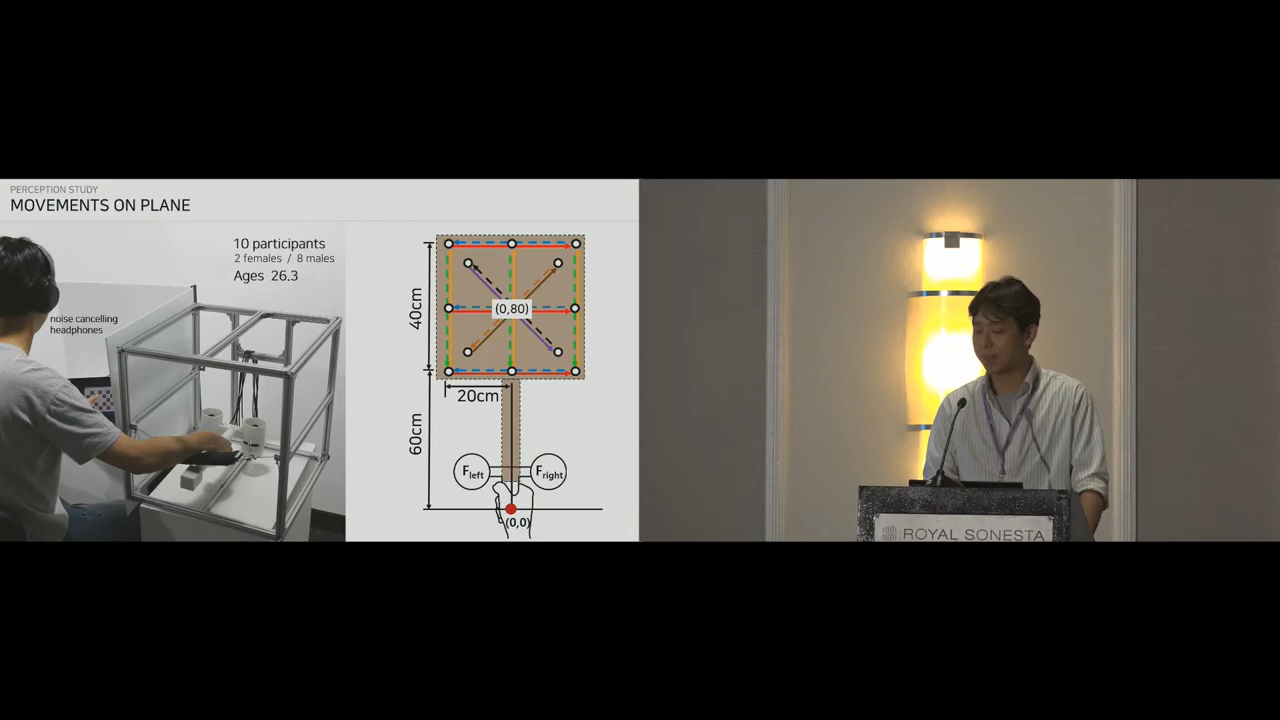 PERCEPTION STUDY
MOVEMENTS ON PLANE
10 participants
2 females / 8 males
Ages 26.3
noise cancelling
headphones
40cm
(0,80)
20cm
60cm
Fleft
Fright
(0,0)
ROYAL SONESTA